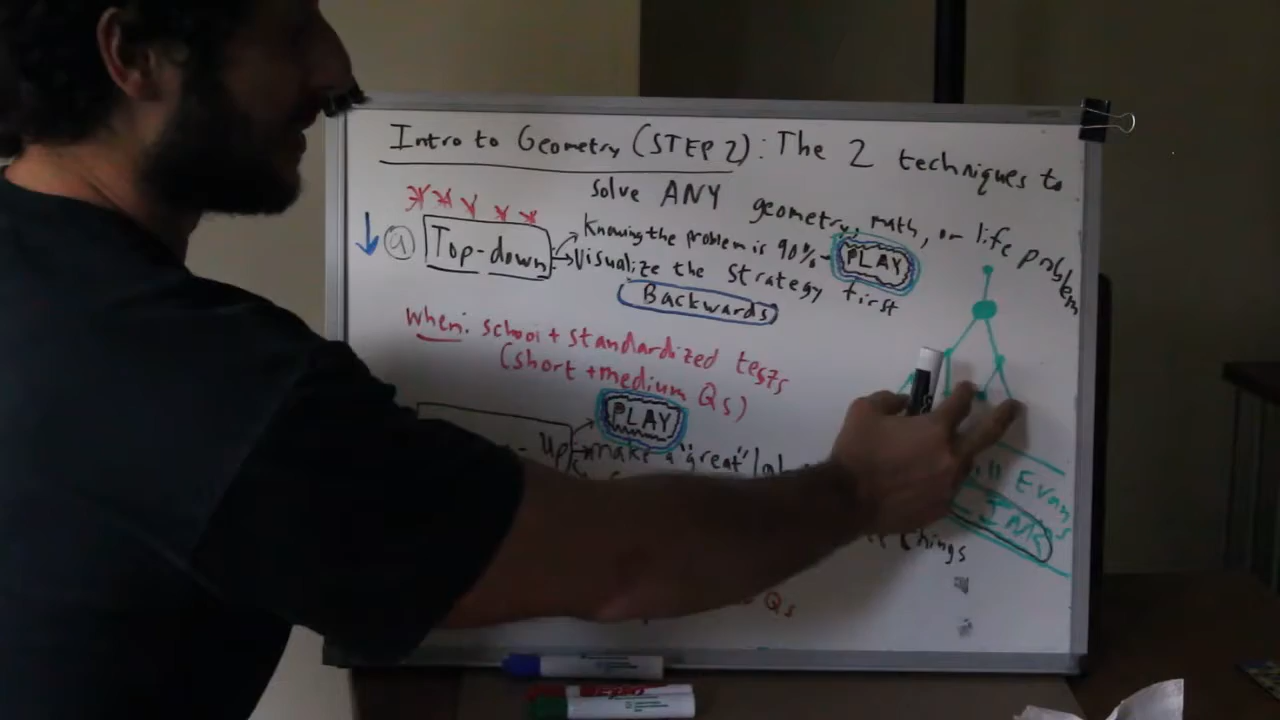 Intro to Geometry (STEP 2): The 2 techniques to
solve ANY geometry, math, or life problem
a Top-down
Knowing the problem is 90% - PLAY
Visualize the strategy first
Backwards
When: school + standardized tests
(short + medium Qs)
PLAY
- Up
make a "great"
Evans
things
Qs